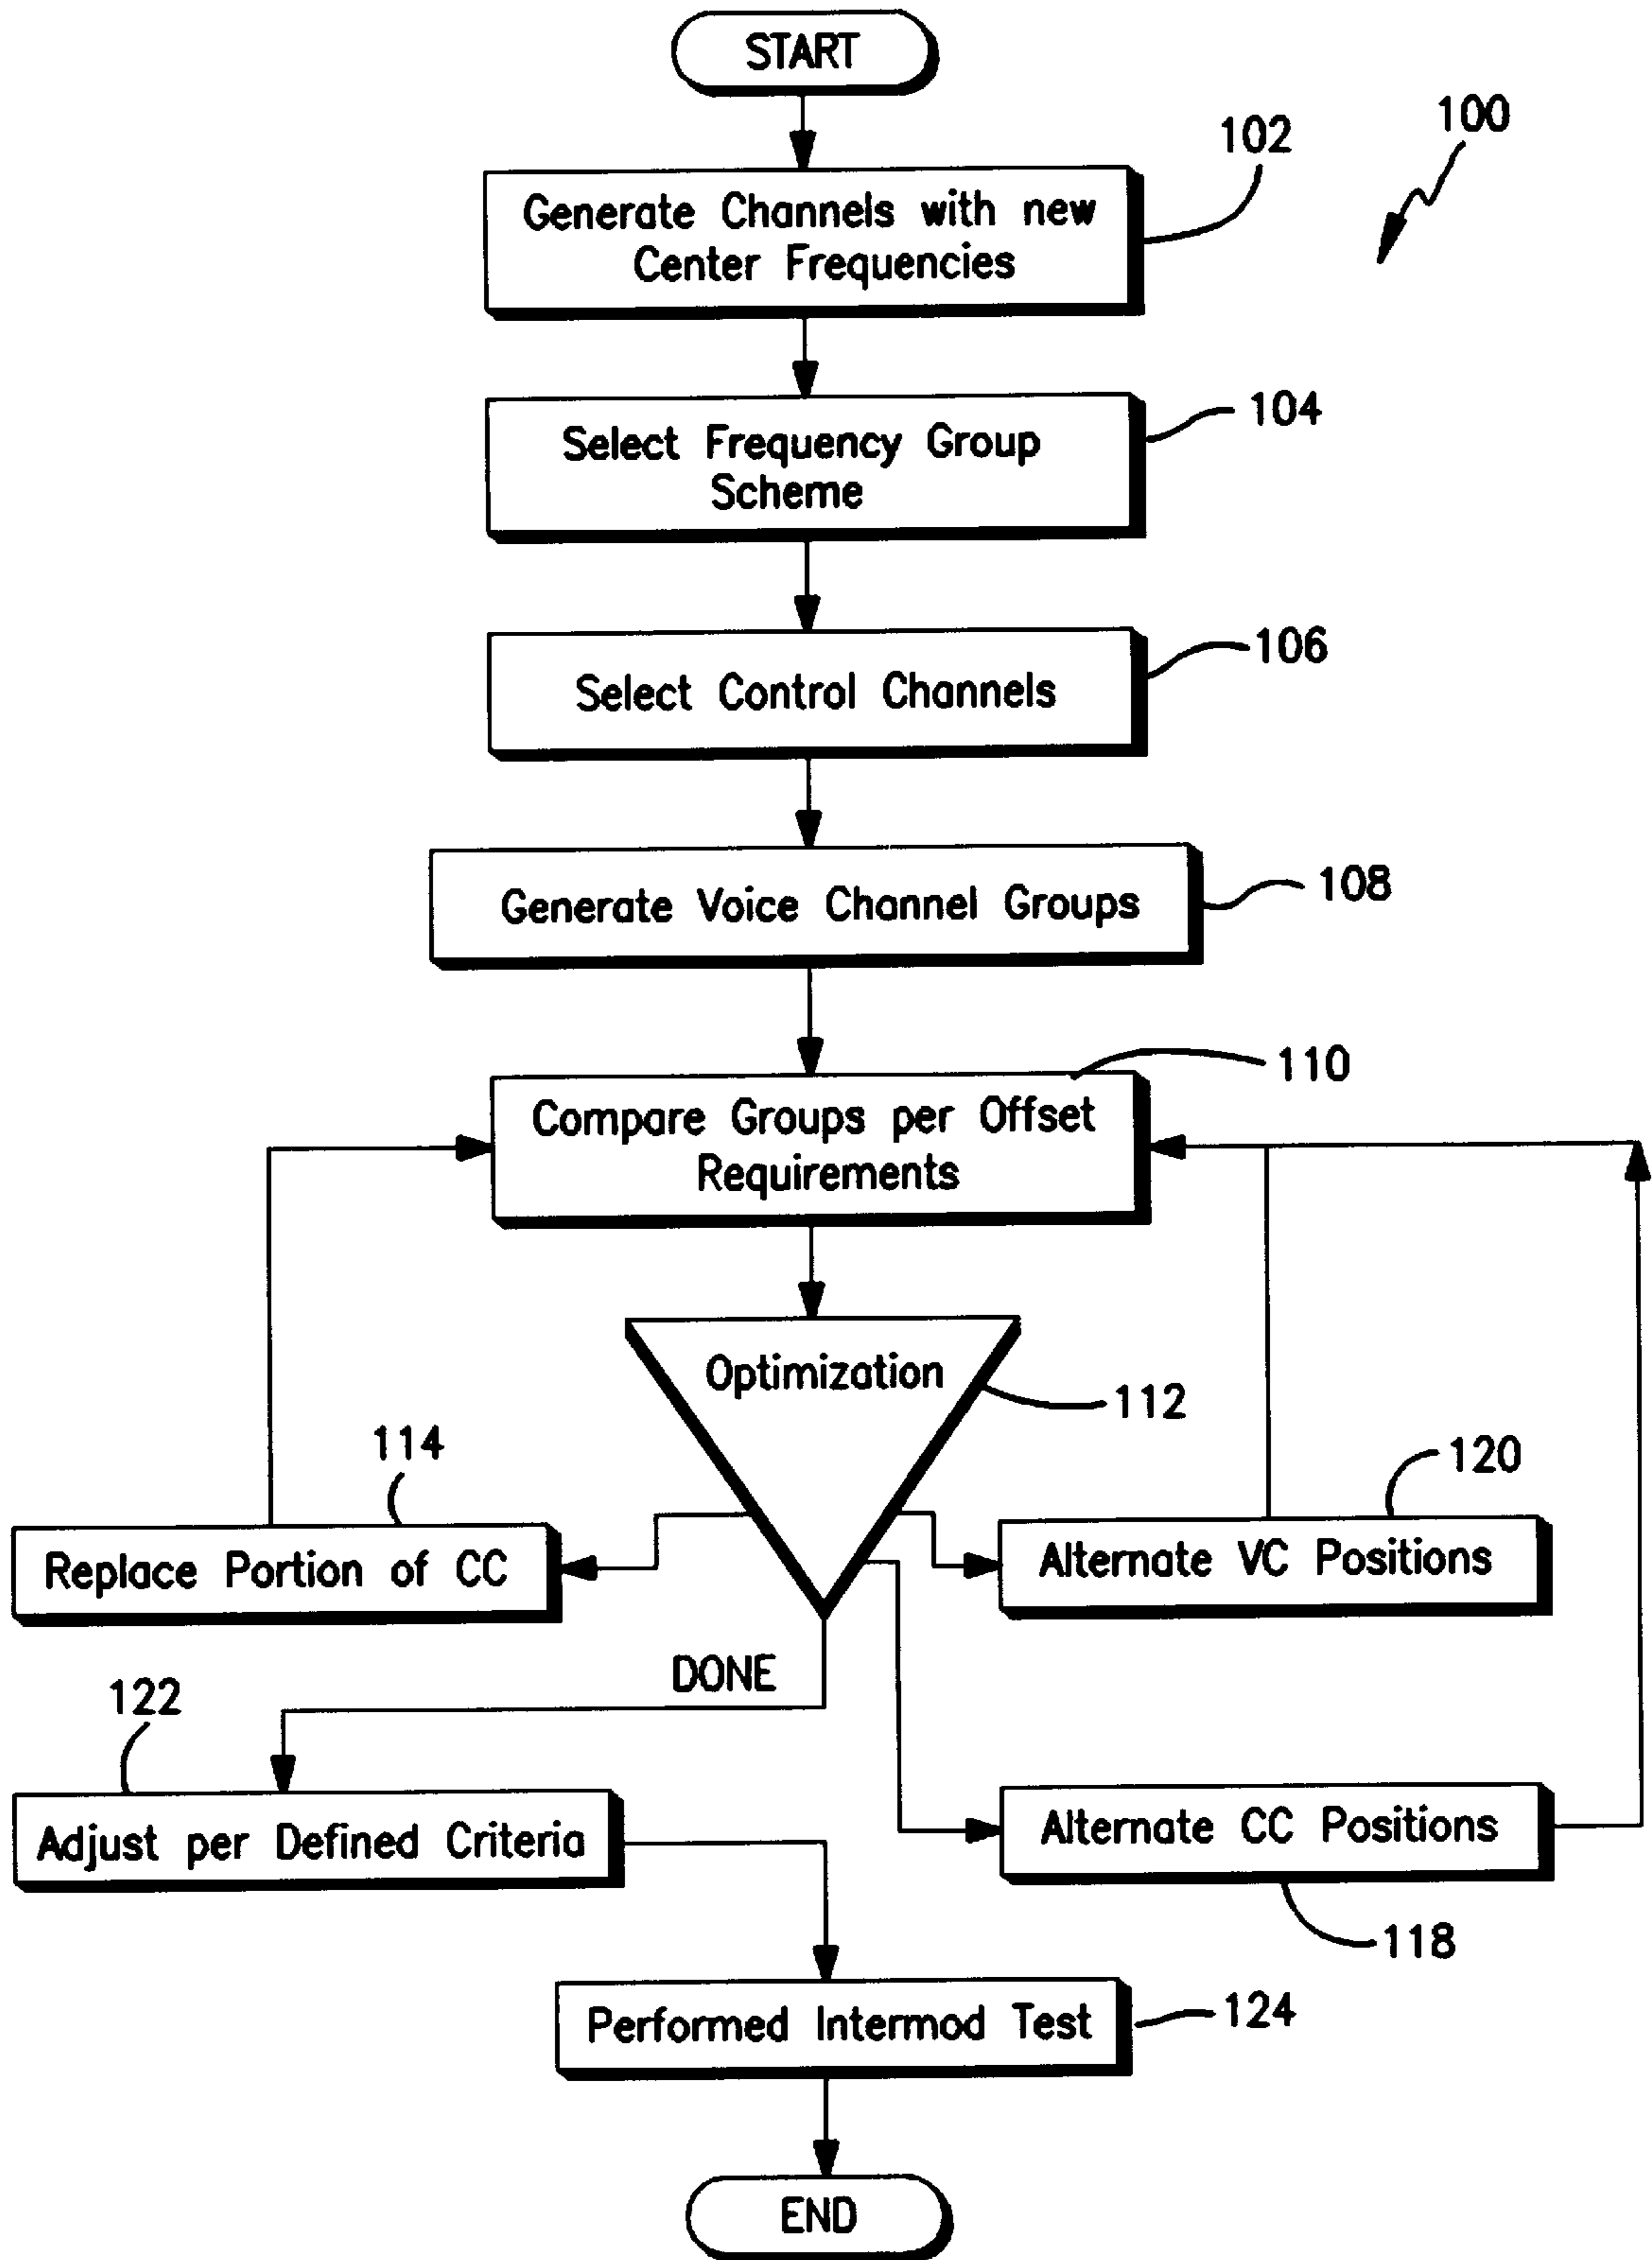 START
100
102
Generate Channels with new
Center Frequencies
104
Select Frequency Group
Scheme
106
Select Control Channels
108
Generate Voice Channel Groups
110
Compare Groups per Offset
Requirements
Optimization
112
114
120
Replace Portion of CC
Alternate VC Positions
DONE
122
Adjust per Defined Criteria
Alternate CC Positions
118
Performed Intermod Test
124
END